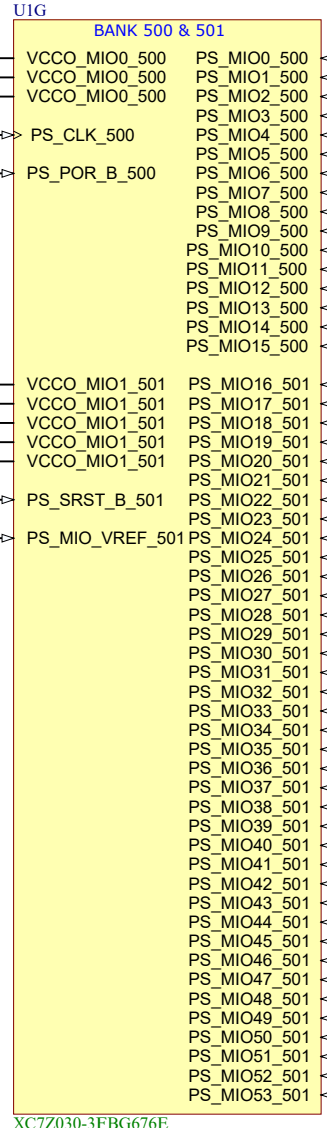 U1G
BANK 500 & 501
VCCO_MIO0_500 PS_MIO0_500
VCCO_MIO0_500 PS_MIO1_500
VCCO_MIO0_500 PS_MIO2_500
PS_MIO3_500
PS_CLK_500 PS_MIO4_500
PS_MIO5_500
PS_POR_B_500 PS_MIO6_500
PS_MIO7_500
PS_MIO8_500
PS_MIO9_500
PS_MIO10_500
PS_MIO11_500
PS_MIO12_500
PS_MIO13_500
PS_MIO14_500
PS_MIO15_500
VCCO_MIO1_501 PS_MIO16_501
VCCO_MIO1_501 PS_MIO17_501
VCCO_MIO1_501 PS_MIO18_501
VCCO_MIO1_501 PS_MIO19_501
VCCO_MIO1_501 PS_MIO20_501
PS_MIO21_501
PS_SRST_B_501 PS_MIO22_501
PS_MIO23_501
PS_MIO_VREF_501 PS_MIO24_501
PS_MIO25_501
PS_MIO26_501
PS_MIO27_501
PS_MIO28_501
PS_MIO29_501
PS_MIO30_501
PS_MIO31_501
PS_MIO32_501
PS_MIO33_501
PS_MIO34_501
PS_MIO35_501
PS_MIO36_501
PS_MIO37_501
PS_MIO38_501
PS_MIO39_501
PS_MIO40_501
PS_MIO41_501
PS_MIO42_501
PS_MIO43_501
PS_MIO44_501
PS_MIO45_501
PS_MIO46_501
PS_MIO47_501
PS_MIO48_501
PS_MIO49_501
PS_MIO50_501
PS_MIO51_501
PS_MIO52_501
PS_MIO53_501
XC7Z030-3FBG676E